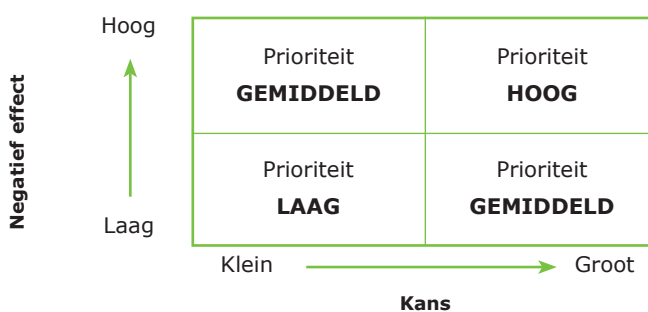 Hoog
Negatief effect
Prioriteit
GEMIDDELD
Prioriteit
HOOG
Prioriteit
LAAG
Prioriteit
GEMIDDELD
Laag
Klein
Groot
Kans